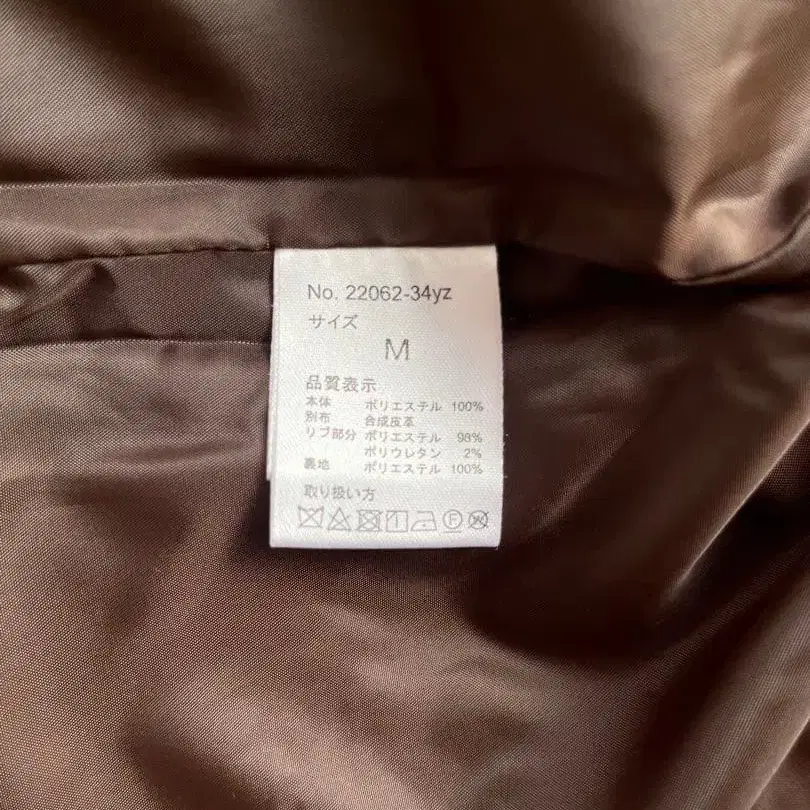 No. 22062-34yz
サイズ
M
品質表示
本体 ポリエステル 100%
別布 合成皮革
リブ部分 ポリエステル 98%
ポリウレタン 2%
裏地 ポリエステル 100%
取り扱い方
F W